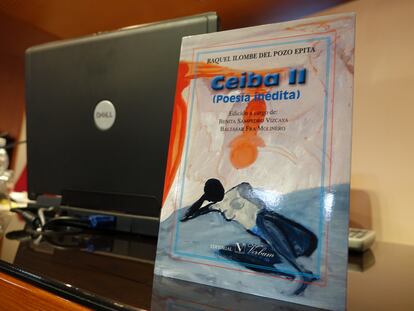 RAQUEL ILOMBE DEL POZO EPITA
Ceiba II
(Poesía inédita)
Edición a cargo de:
BENITA SAMPEDRO VIZCAYA
BALTASAR FRA MOLINERO
EDITORIAL Verbum
DELL